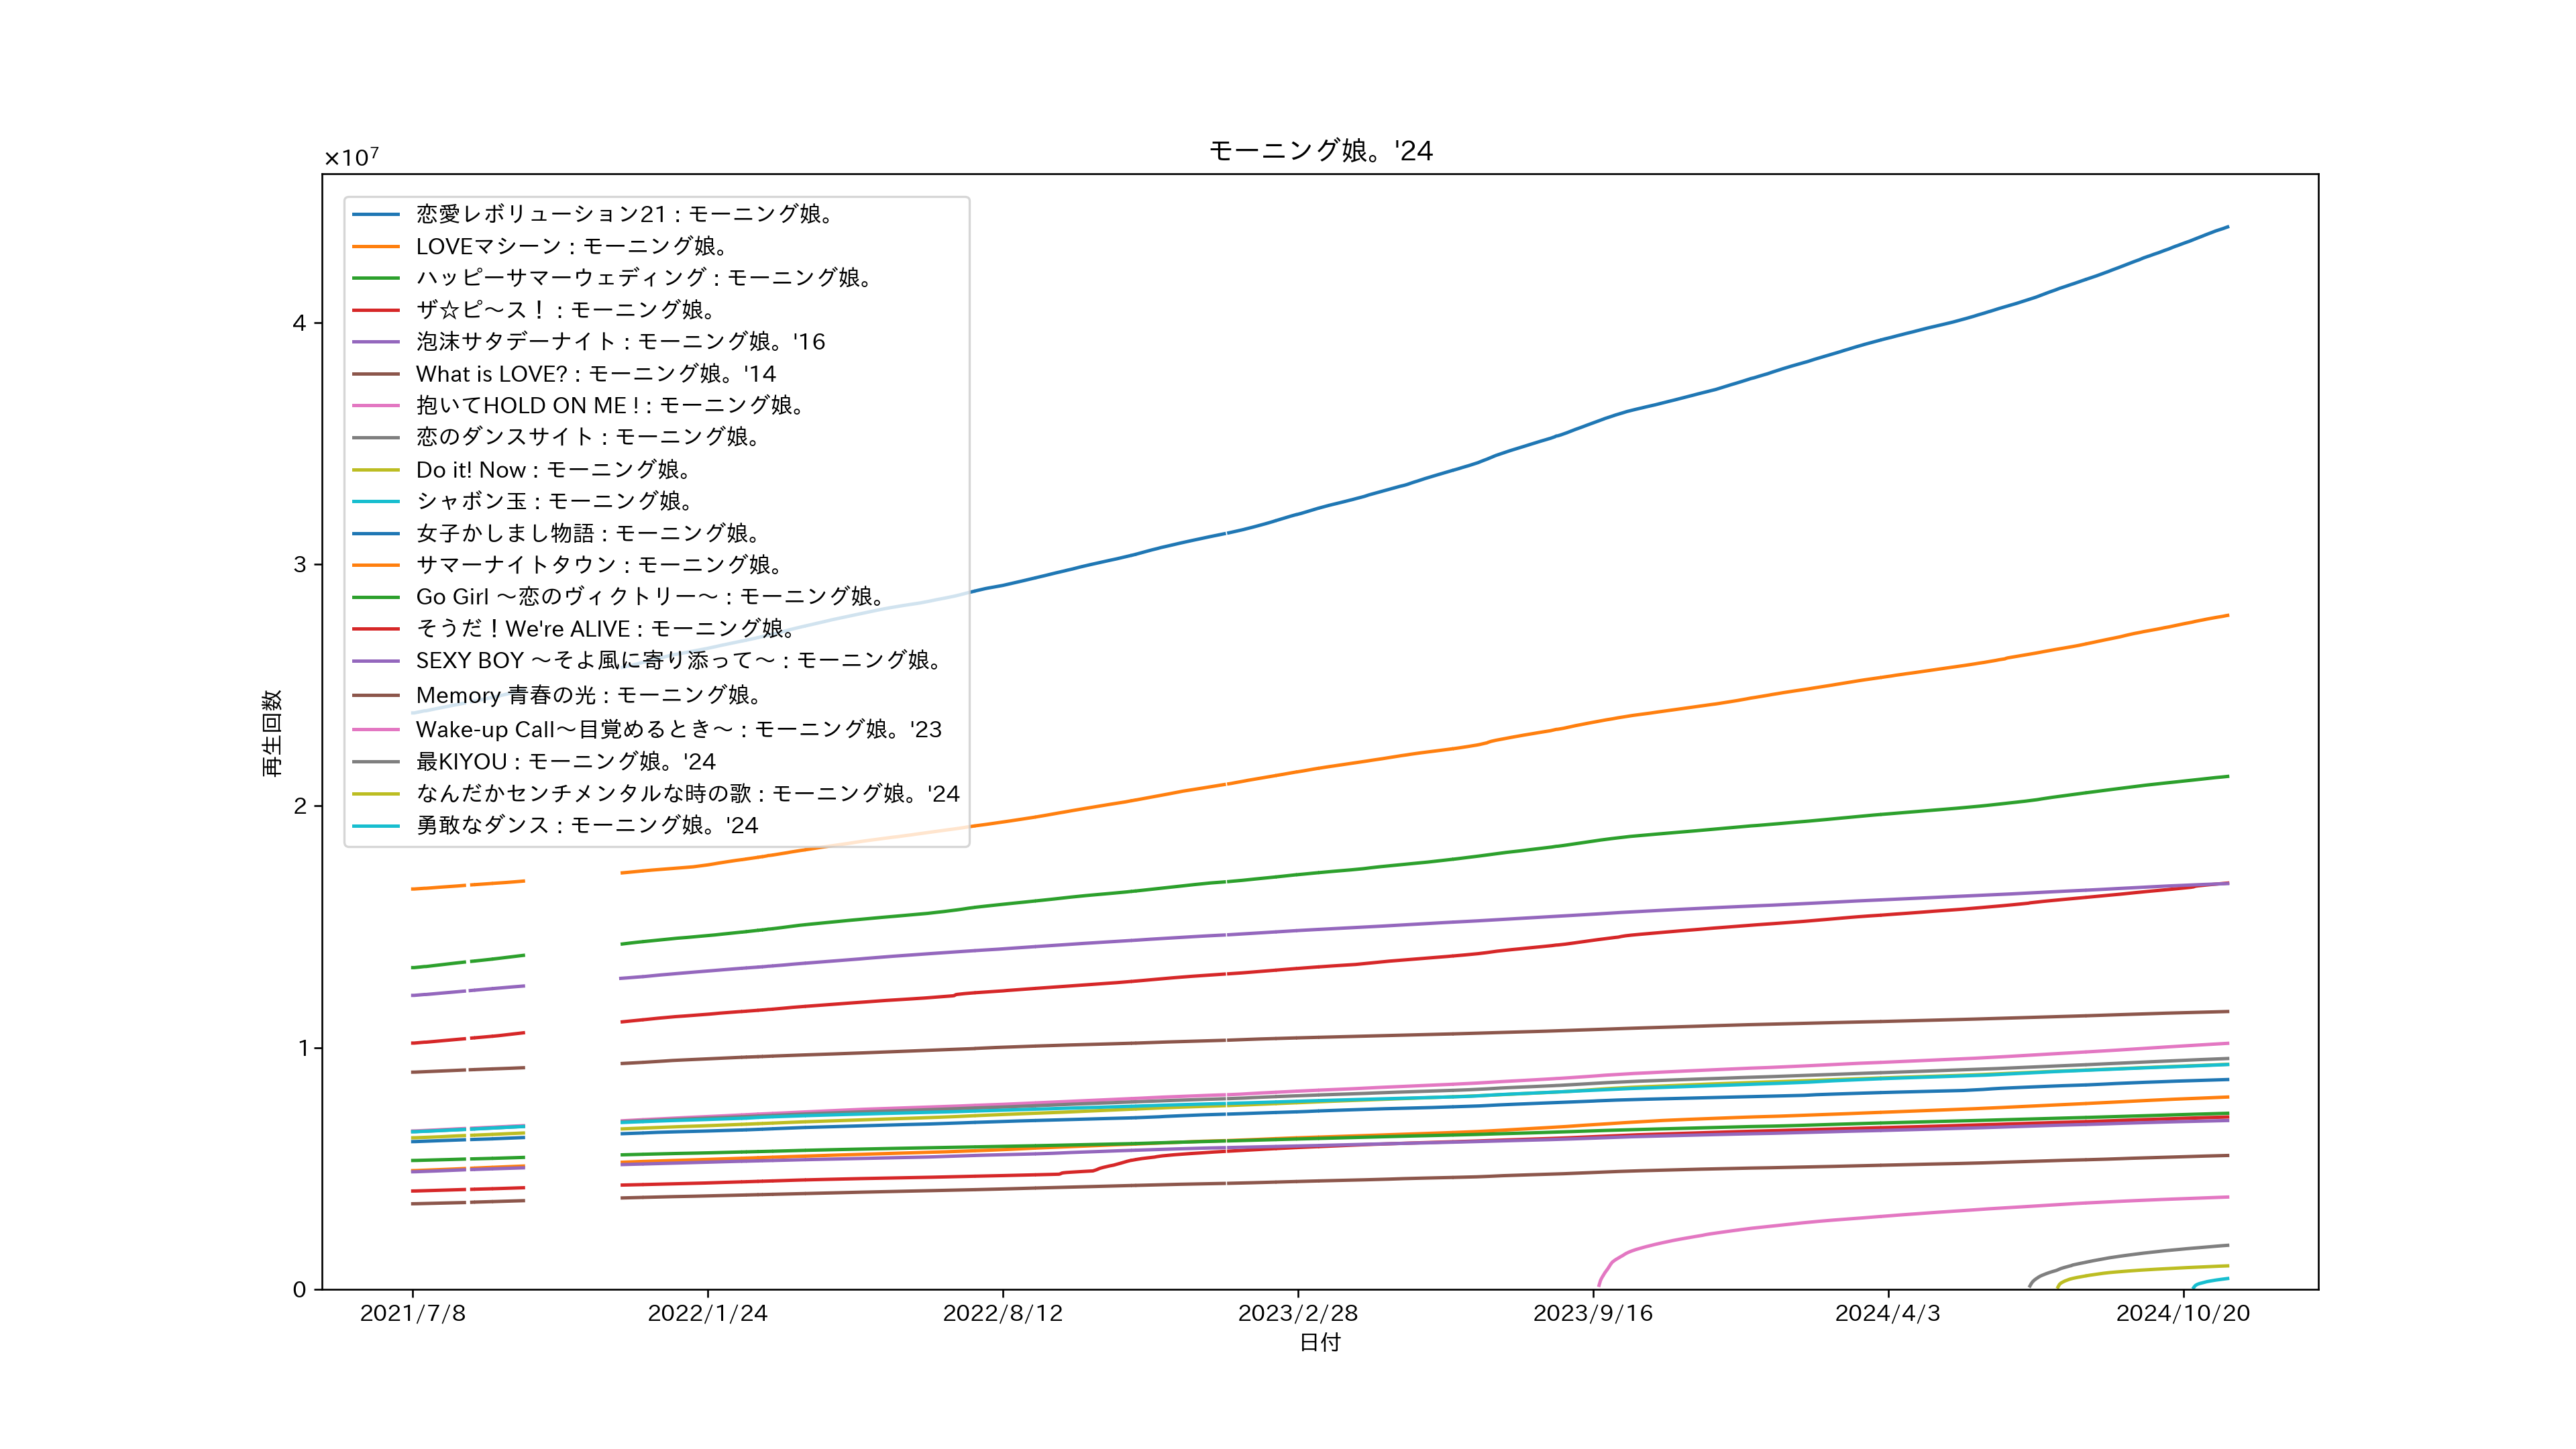 モーニング娘。'24
×10⁷
恋愛レボリューション21 : モーニング娘。
LOVEマシーン : モーニング娘。
ハッピーサマーウェディング : モーニング娘。
ザ☆ピ〜ス！ : モーニング娘。
泡沫サタデーナイト : モーニング娘。'16
What is LOVE? : モーニング娘。'14
抱いてHOLD ON ME ! : モーニング娘。
恋のダンスサイト : モーニング娘。
Do it! Now : モーニング娘。
シャボン玉 : モーニング娘。
女子かしまし物語 : モーニング娘。
サマーナイトタウン : モーニング娘。
Go Girl 〜恋のヴィクトリー〜 : モーニング娘。
そうだ！We're ALIVE : モーニング娘。
SEXY BOY 〜そよ風に寄り添って〜 : モーニング娘。
Memory 青春の光 : モーニング娘。
Wake-up Call〜目覚めるとき〜 : モーニング娘。'23
最KIYOU : モーニング娘。'24
なんだかセンチメンタルな時の歌 : モーニング娘。'24
勇敢なダンス : モーニング娘。'24
再生回数
4
3
2
1
0
2021/7/8
2022/1/24
2022/8/12
2023/2/28
2023/9/16
2024/4/3
2024/10/20
日付